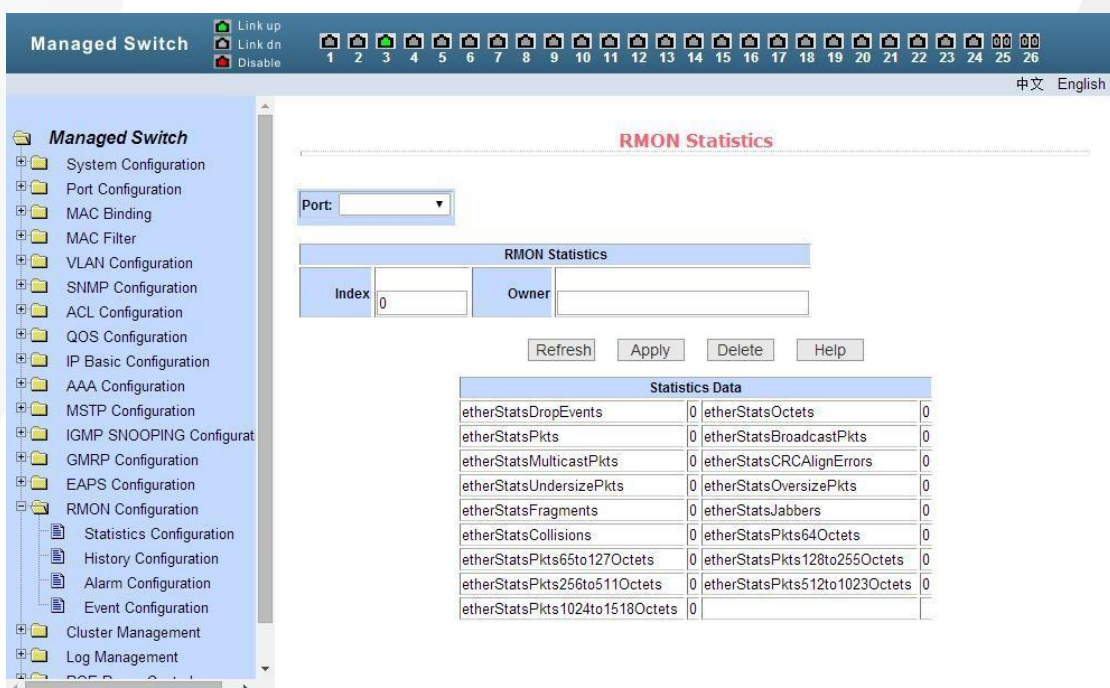 Managed Switch
Link up
Link dn
Disable
1 2 3 4 5 6 7 8 9 10 11 12 13 14 15 16 17 18 19 20 21 22 23 24 25 26
中文 English
Managed Switch
System Configuration
Port Configuration
MAC Binding
MAC Filter
VLAN Configuration
SNMP Configuration
ACL Configuration
QOS Configuration
IP Basic Configuration
AAA Configuration
MSTP Configuration
IGMP SNOOPING Configurat
GMRP Configuration
EAPS Configuration
RMON Configuration
Statistics Configuration
History Configuration
Alarm Configuration
Event Configuration
Cluster Management
Log Management
RMON Statistics
Port:
RMON Statistics
Index 0 Owner
Refresh Apply Delete Help
Statistics Data
etherStatsDropEvents 0 etherStatsOctets 0
etherStatsPkts 0 etherStatsBroadcastPkts 0
etherStatsMulticastPkts 0 etherStatsCRCAlignErrors 0
etherStatsUndersizePkts 0 etherStatsOversizePkts 0
etherStatsFragments 0 etherStatsJabbers 0
etherStatsCollisions 0 etherStatsPkts64Octets 0
etherStatsPkts65to127Octets 0 etherStatsPkts128to255Octets 0
etherStatsPkts256to511Octets 0 etherStatsPkts512to1023Octets 0
etherStatsPkts1024to1518Octets 0